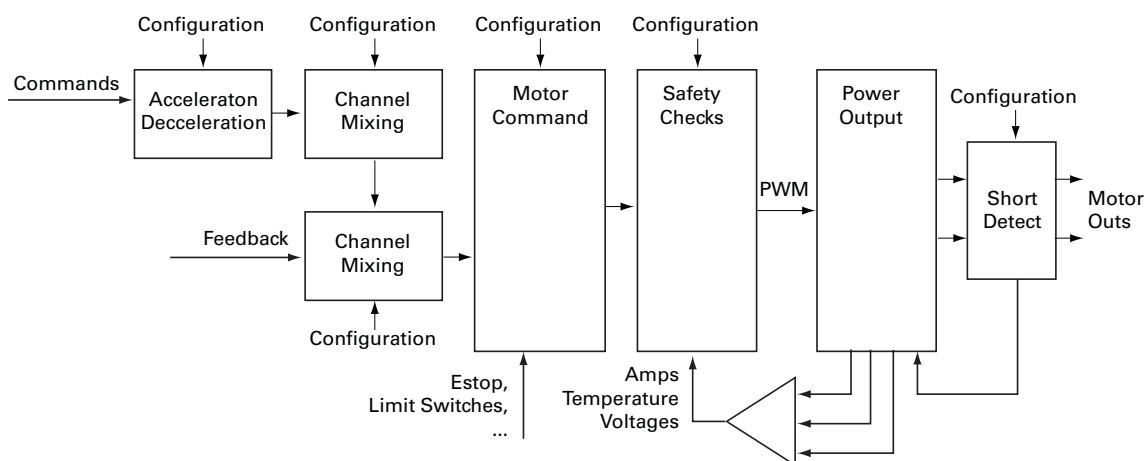 Configuration
Configuration
Configuration
Configuration
Commands
Acceleraton
Decceleration
Channel
Mixing
Motor
Command
Safety
Checks
Power
Output
Configuration
PWM
Short
Detect
Motor
Outs
Feedback
Channel
Mixing
Configuration
Estop,
Limit Switches,
...
Amps
Temperature
Voltages